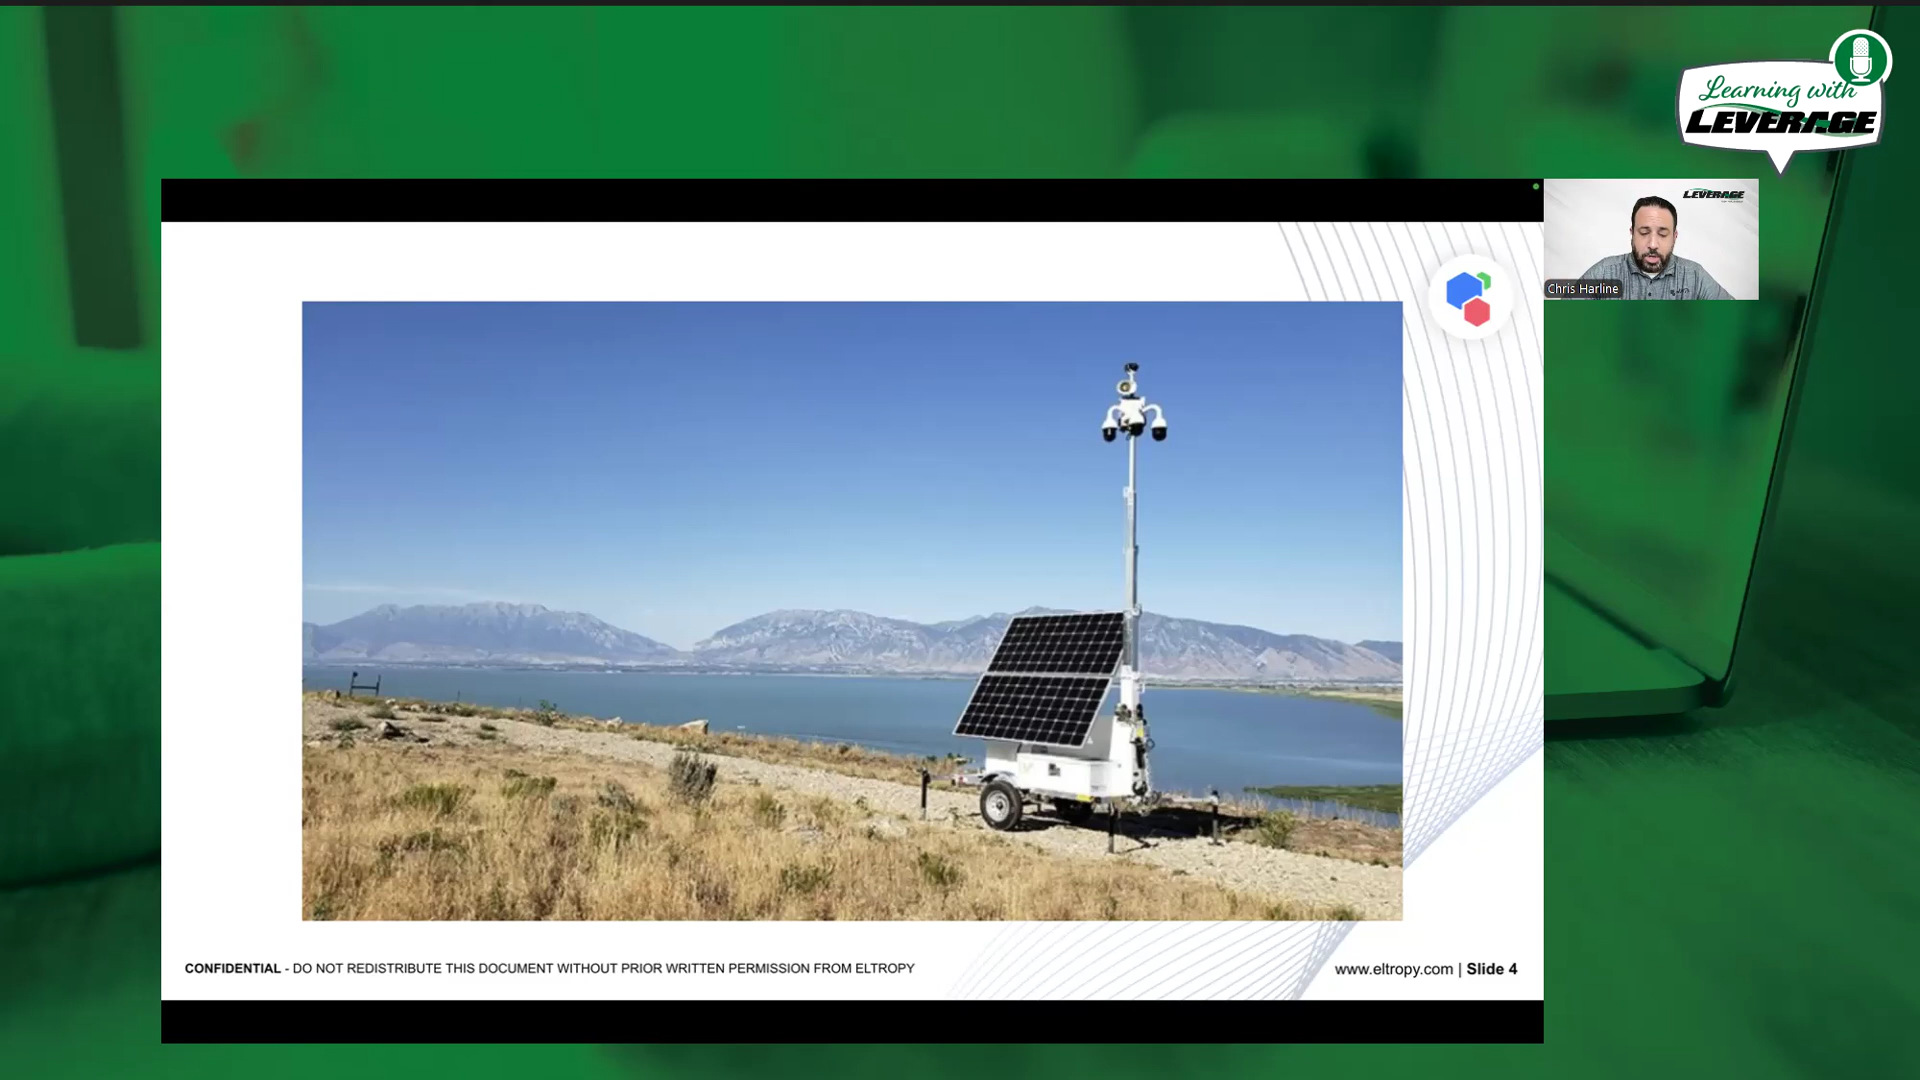 Learning with
LEVERAGE
LEVERAGE
Chris Harline
CONFIDENTIAL - DO NOT REDISTRIBUTE THIS DOCUMENT WITHOUT PRIOR WRITTEN PERMISSION FROM ELTROPY
www.eltropy.com | Slide 4